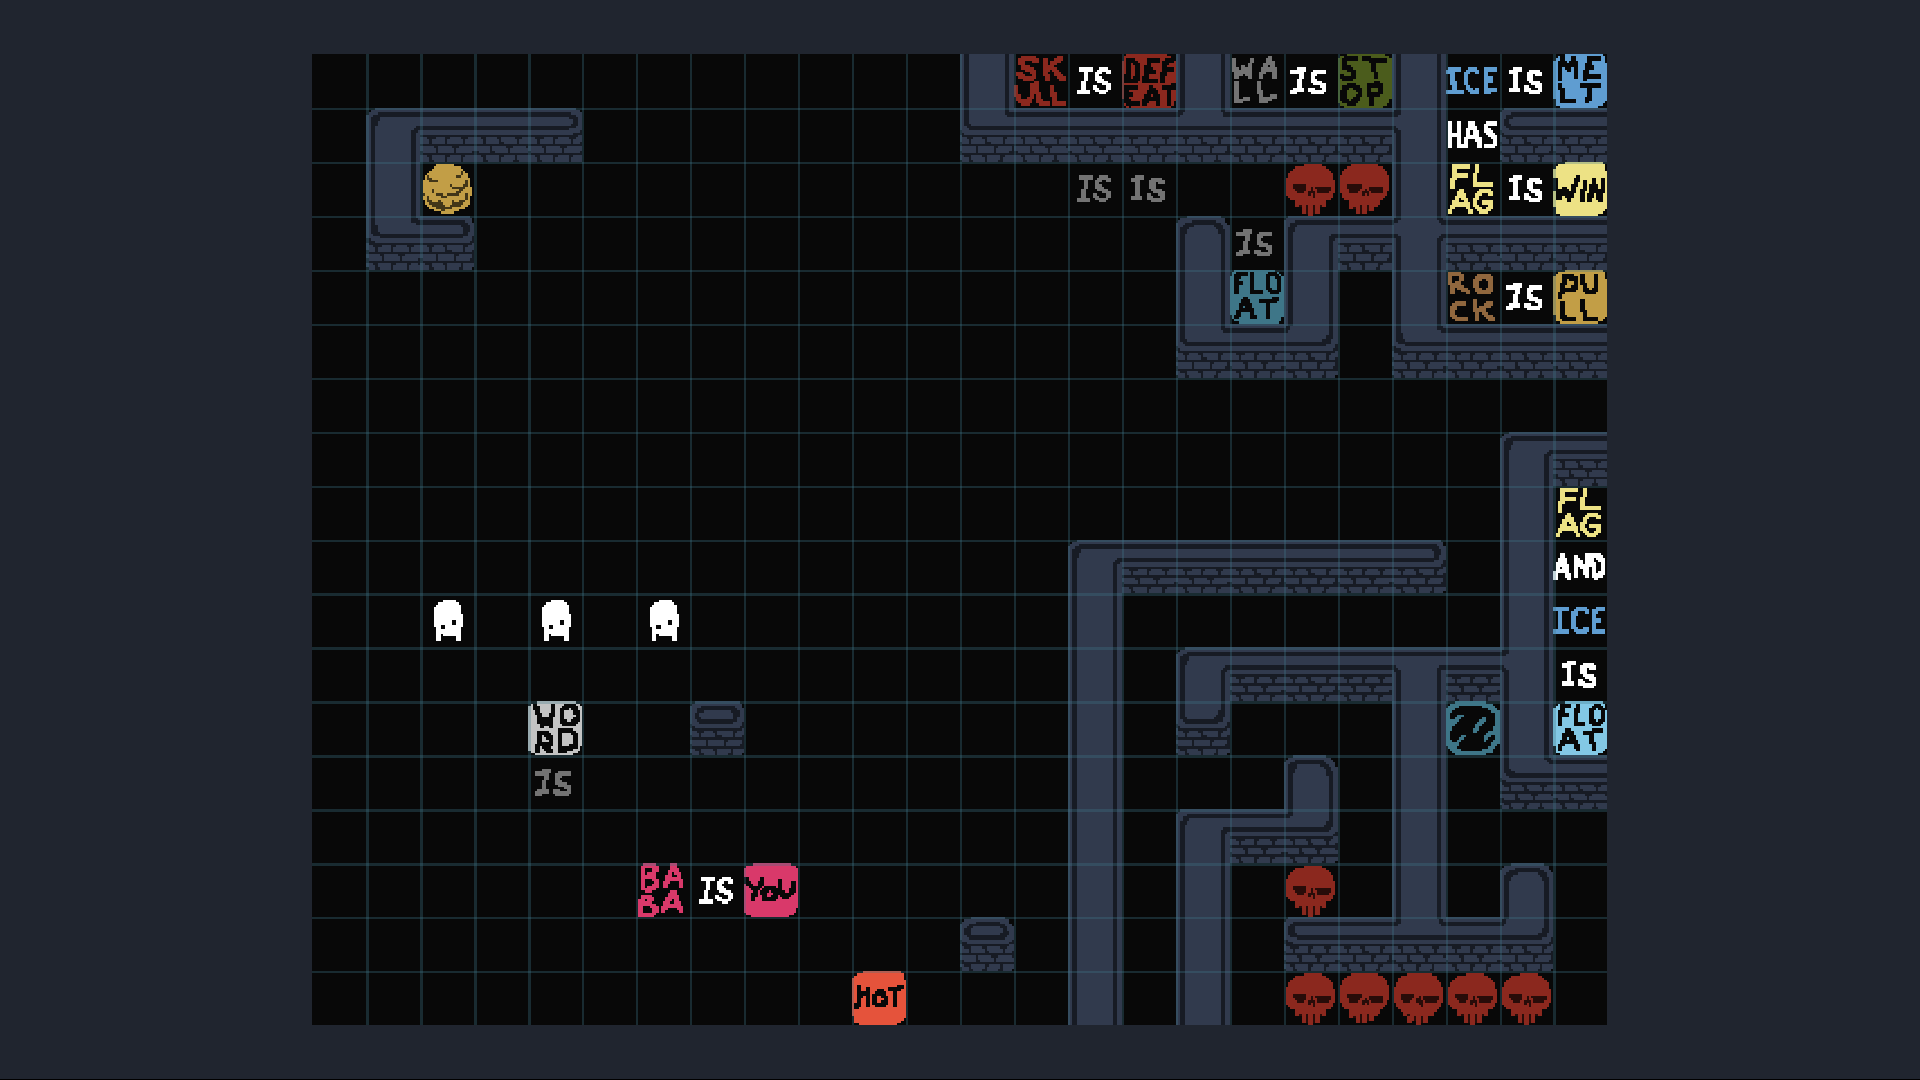 SKULL IS DEFEAT WALL IS STOP ICE IS MELT
HAS
IS IS FLAG IS WIN
IS
FLOAT ROCK IS PULL
FLAG
AND
ICE
IS
WORD FLOAT
IS
BABA IS YOU
HOT